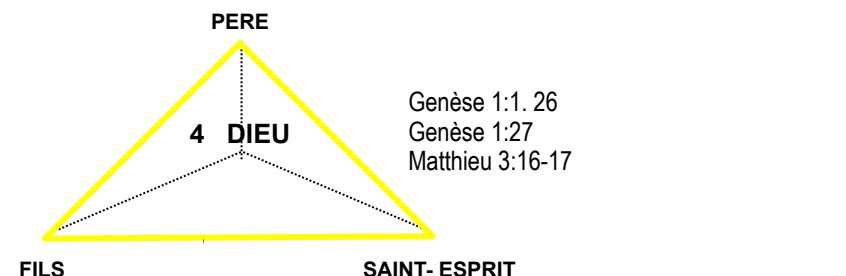 PERE
Genèse 1:1. 26
4 DIEU
Genèse 1:27
Matthieu 3:16-17
FILS
SAINT- ESPRIT